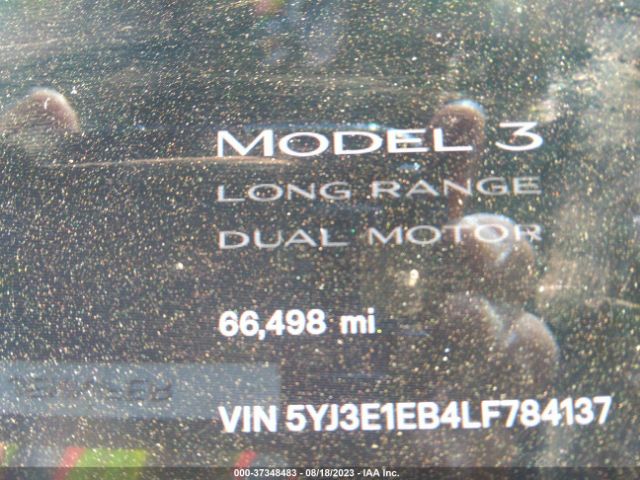 MODEL 3
LONG RANGE
DUAL MOTOR
66,498 mi
VIN 5YJ3E1EB4LF784137
000-37348483 — 08/18/2023 - IAA Inc.